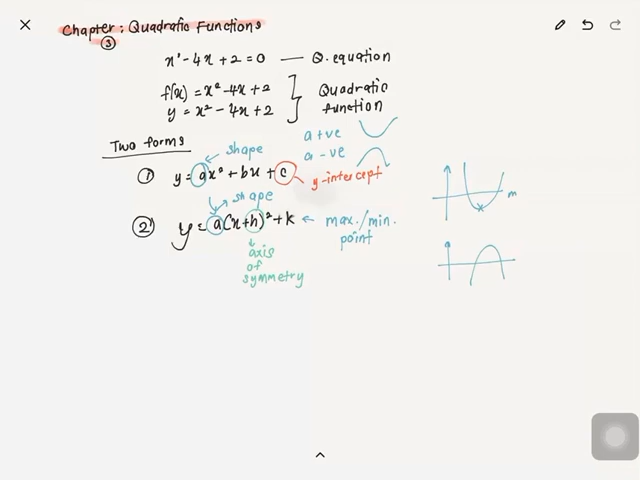 Chapter: Quadratic Functions
③
x² - 4x + 2 = 0 — Q. equation
f(x) = x² - 4x + 2
y = x² - 4x + 2
Quadratic
function
Two forms
a +ve
a -ve
shape
① y = ax² + bx + c
y-intercept
shape
② y = a(x+h)² + k ← max./min.
point
axis
of
symmetry